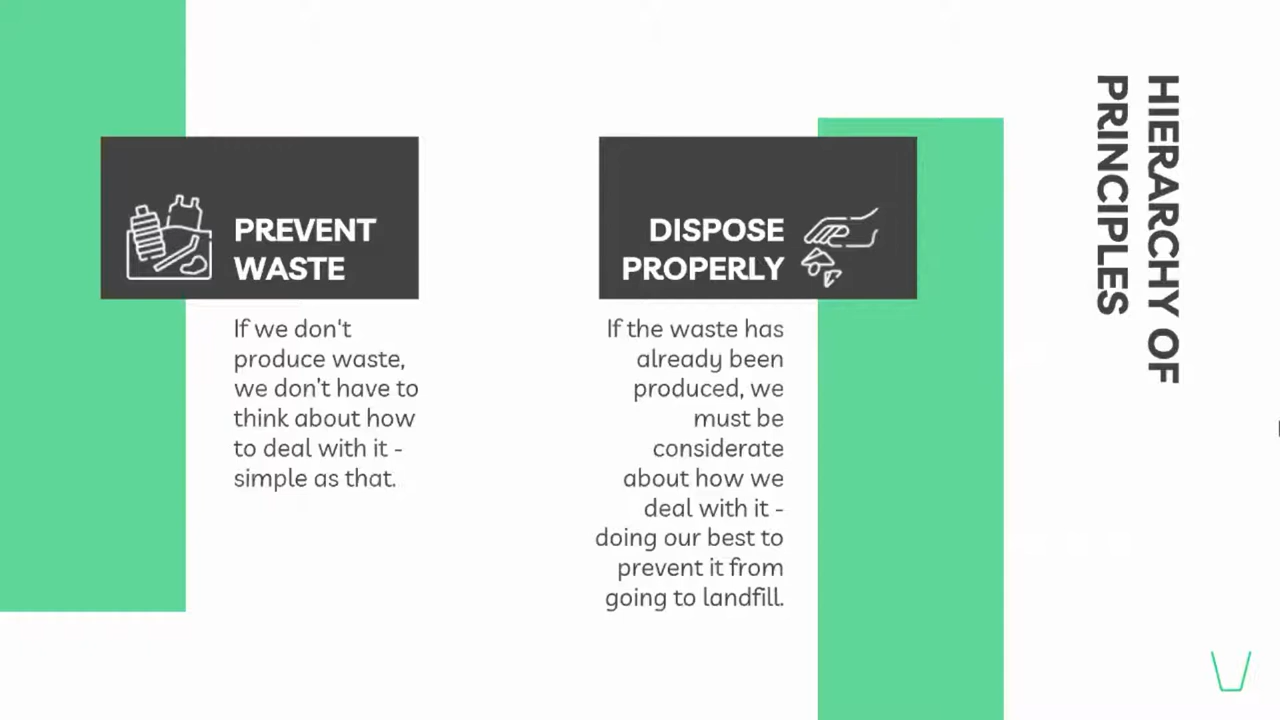 HIERARCHY OF
PRINCIPLES
PREVENT
WASTE
If we don't
produce waste,
we don't have to
think about how
to deal with it -
simple as that.
DISPOSE
PROPERLY
If the waste has
already been
produced, we
must be
considerate
about how we
deal with it -
doing our best to
prevent it from
going to landfill.